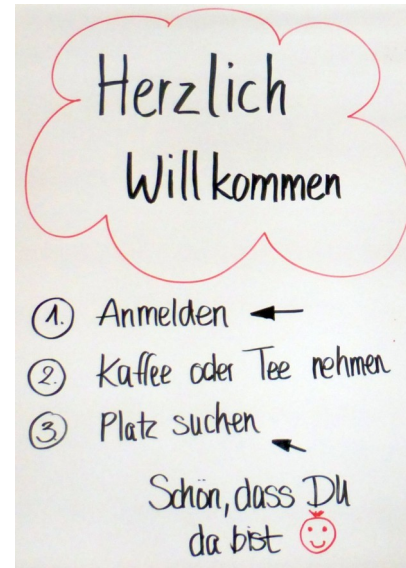 Herzlich
Willkommen
1. Anmelden
2. Kaffee oder Tee nehmen
3. Platz suchen
Schön, dass DU
da bist